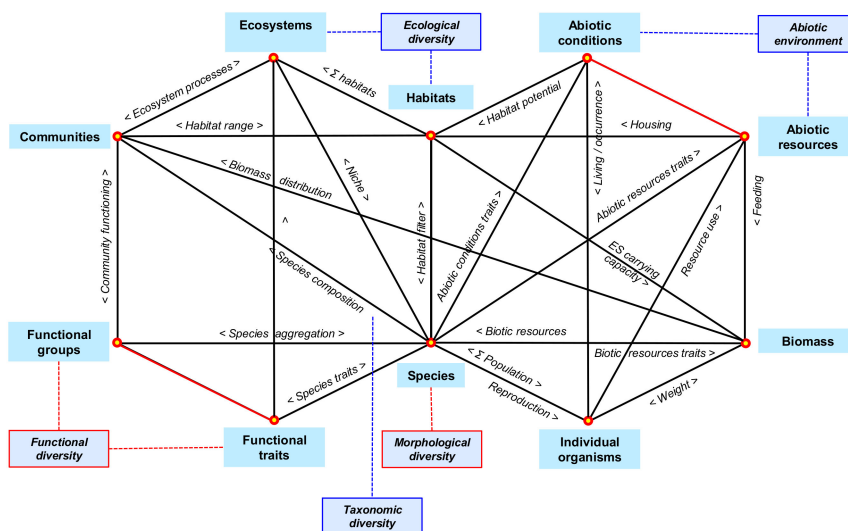 Ecosystems
Ecological
diversity
Abiotic
conditions
Abiotic
environment
< Ecosystem processes >
< Σ habitats
Habitats
< Habitat potential
Communities
< Habitat range >
< Housing
Abiotic
resources
< Living / occurrence >
< Biomass distribution
< Niche >
Abiotic resources traits >
< Community functioning >
< Habitat filter >
Abiotic conditions traits >
Resource use >
< Feeding
^
< Species composition
ES carrying
capacity >
Functional
groups
< Species aggregation >
< Biotic resources
Biotic resources traits >
Biomass
< Species traits >
Species
< Σ Population >
Reproduction >
< Weight >
Functional
diversity
Functional
traits
Morphological
diversity
Individual
organisms
Taxonomic
diversity